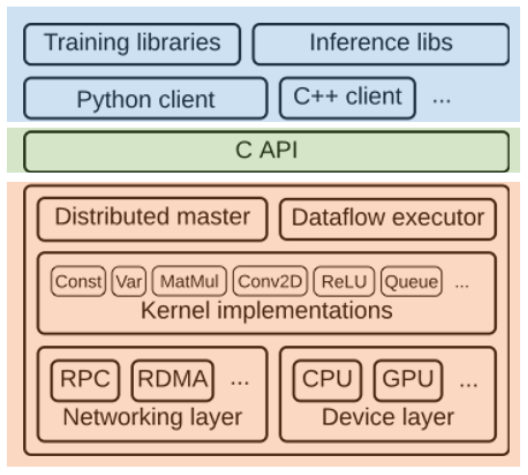 Training libraries Inference libs
Python client C++ client ...
C API
Distributed master Dataflow executor
Const Var MatMul Conv2D ReLU Queue ...
Kernel implementations
RPC RDMA ... CPU GPU ...
Networking layer Device layer